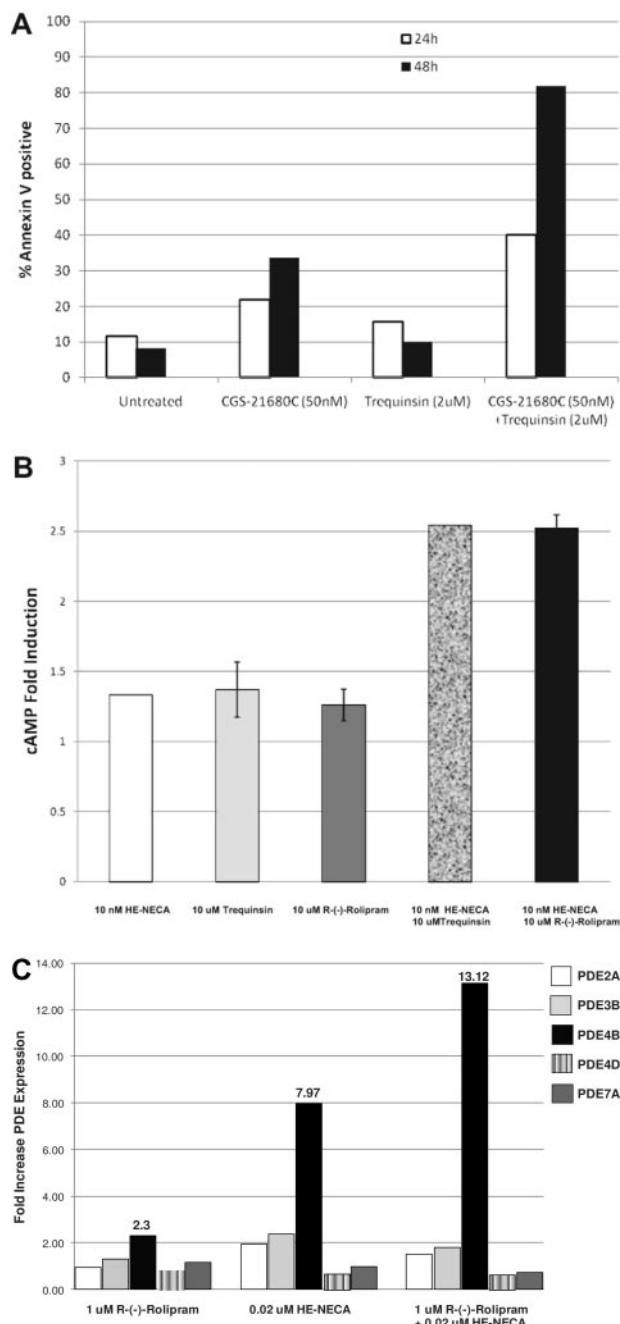 A
100
90
80
70
60
50
40
30
20
10
0
% Annexin V positive
24h
48h
Untreated
CGS-21680C (50nM)
Trequinsin (2uM)
CGS-21680C (50nM)
+Trequinsin (2uM)
B
3
2.5
2
1.5
1
0.5
0
cAMP Fold Induction
10 nM HE-NECA
10 uM Trequinsin
10 uM R-(-)-Rolipram
10 nM HE-NECA
10 uMTrequinsin
10 nM HE-NECA
10 uM R-(-)-Rolipram
C
14.00
12.00
10.00
8.00
6.00
4.00
2.00
0.00
Fold Increase PDE Expression
2.3
7.97
13.12
PDE2A
PDE3B
PDE4B
PDE4D
PDE7A
1 uM R-(-)-Rolipram
0.02 uM HE-NECA
1 uM R-(-)-Rolipram
+ 0.02 uM HE-NECA